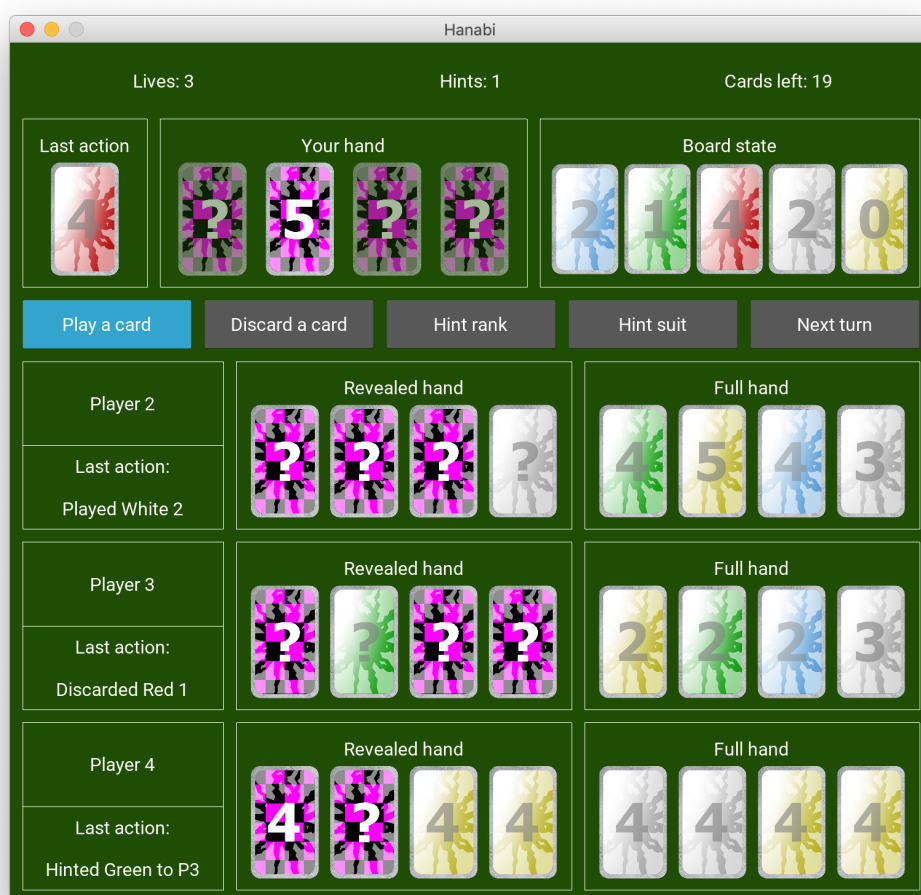 Hanabi
Lives: 3 Hints: 1 Cards left: 19
Last action Your hand Board state
4 ? 5 ? ? 2 1 4 2 0
Play a card Discard a card Hint rank Hint suit Next turn
Player 2
Last action:
Played White 2
Revealed hand Full hand
? ? ? ? 4 5 4 3
Player 3
Last action:
Discarded Red 1
Revealed hand Full hand
? ? ? ? 2 2 2 3
Player 4
Last action:
Hinted Green to P3
Revealed hand Full hand
4 ? 4 4 4 4 4 4